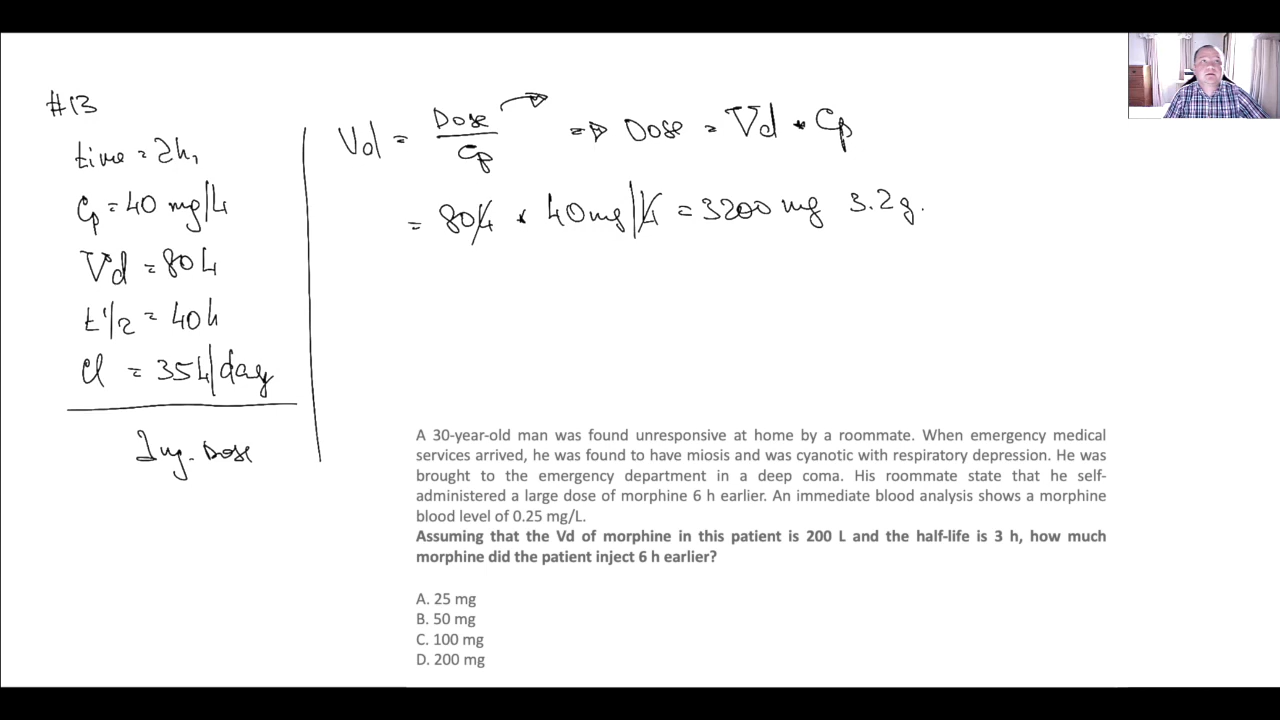 #13
time = 2h,
Cp = 40 mg/L
Vd = 80 L
t 1/2 = 40h
Cl = 35 L/day
Ing. Dose
Vd = Dose / Cp => Dose = Vd * Cp
= 80 L * 40 mg/L = 3200 mg 3.2 g.
A 30-year-old man was found unresponsive at home by a roommate. When emergency medical
services arrived, he was found to have miosis and was cyanotic with respiratory depression. He was
brought to the emergency department in a deep coma. His roommate state that he self-
administered a large dose of morphine 6 h earlier. An immediate blood analysis shows a morphine
blood level of 0.25 mg/L.
Assuming that the Vd of morphine in this patient is 200 L and the half-life is 3 h, how much
morphine did the patient inject 6 h earlier?
A. 25 mg
B. 50 mg
C. 100 mg
D. 200 mg